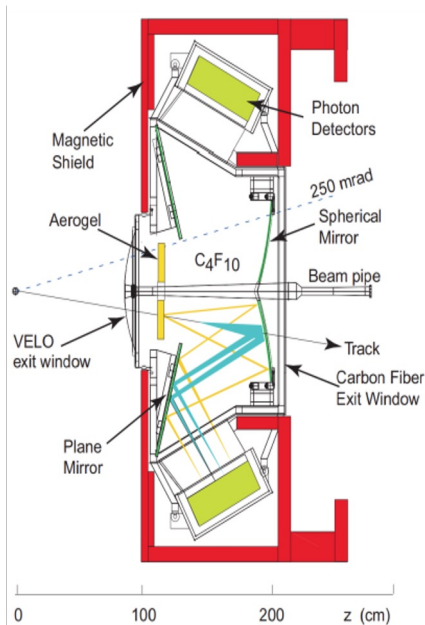 Photon
Detectors
Magnetic
Shield
250 mrad
Aerogel
Spherical
Mirror
C₄F₁₀
Beam pipe
VELO
exit window
Track
Carbon Fiber
Exit Window
Plane
Mirror
0 100 200 z (cm)